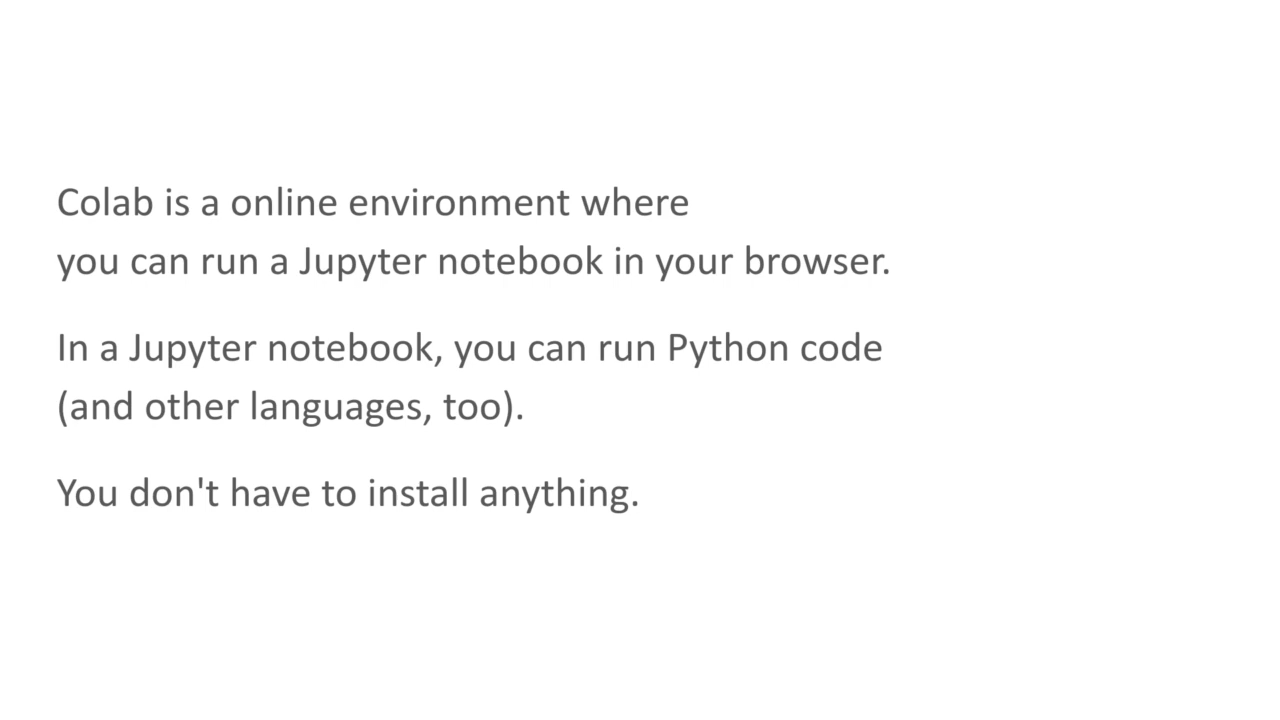 Colab is a online environment where
you can run a Jupyter notebook in your browser.
In a Jupyter notebook, you can run Python code
(and other languages, too).
You don't have to install anything.